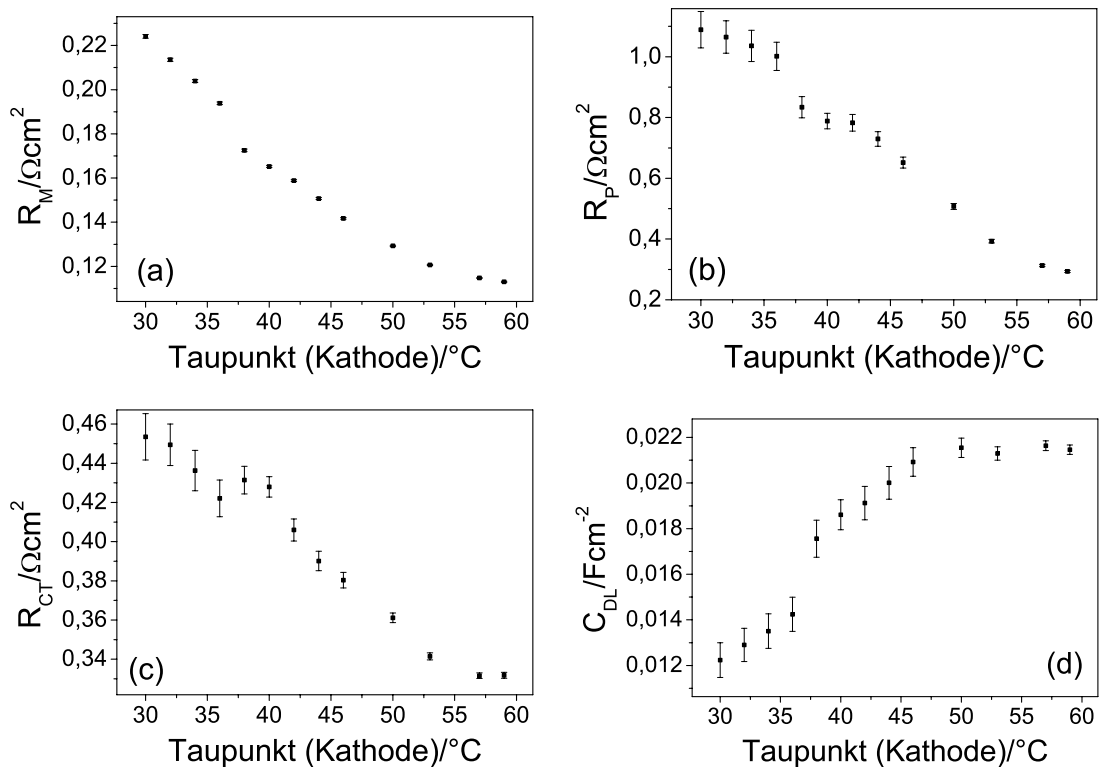 0,22
0,20
0,18
0,16
0,14
0,12
R_M/Ωcm²
(a)
30 35 40 45 50 55 60
Taupunkt (Kathode)/°C
1,0
0,8
0,6
0,4
0,2
R_P/Ωcm²
(b)
30 35 40 45 50 55 60
Taupunkt (Kathode)/°C
0,46
0,44
0,42
0,40
0,38
0,36
0,34
R_CT/Ωcm²
(c)
30 35 40 45 50 55 60
Taupunkt (Kathode)/°C
0,022
0,020
0,018
0,016
0,014
0,012
C_DL/Fcm⁻²
(d)
30 35 40 45 50 55 60
Taupunkt (Kathode)/°C